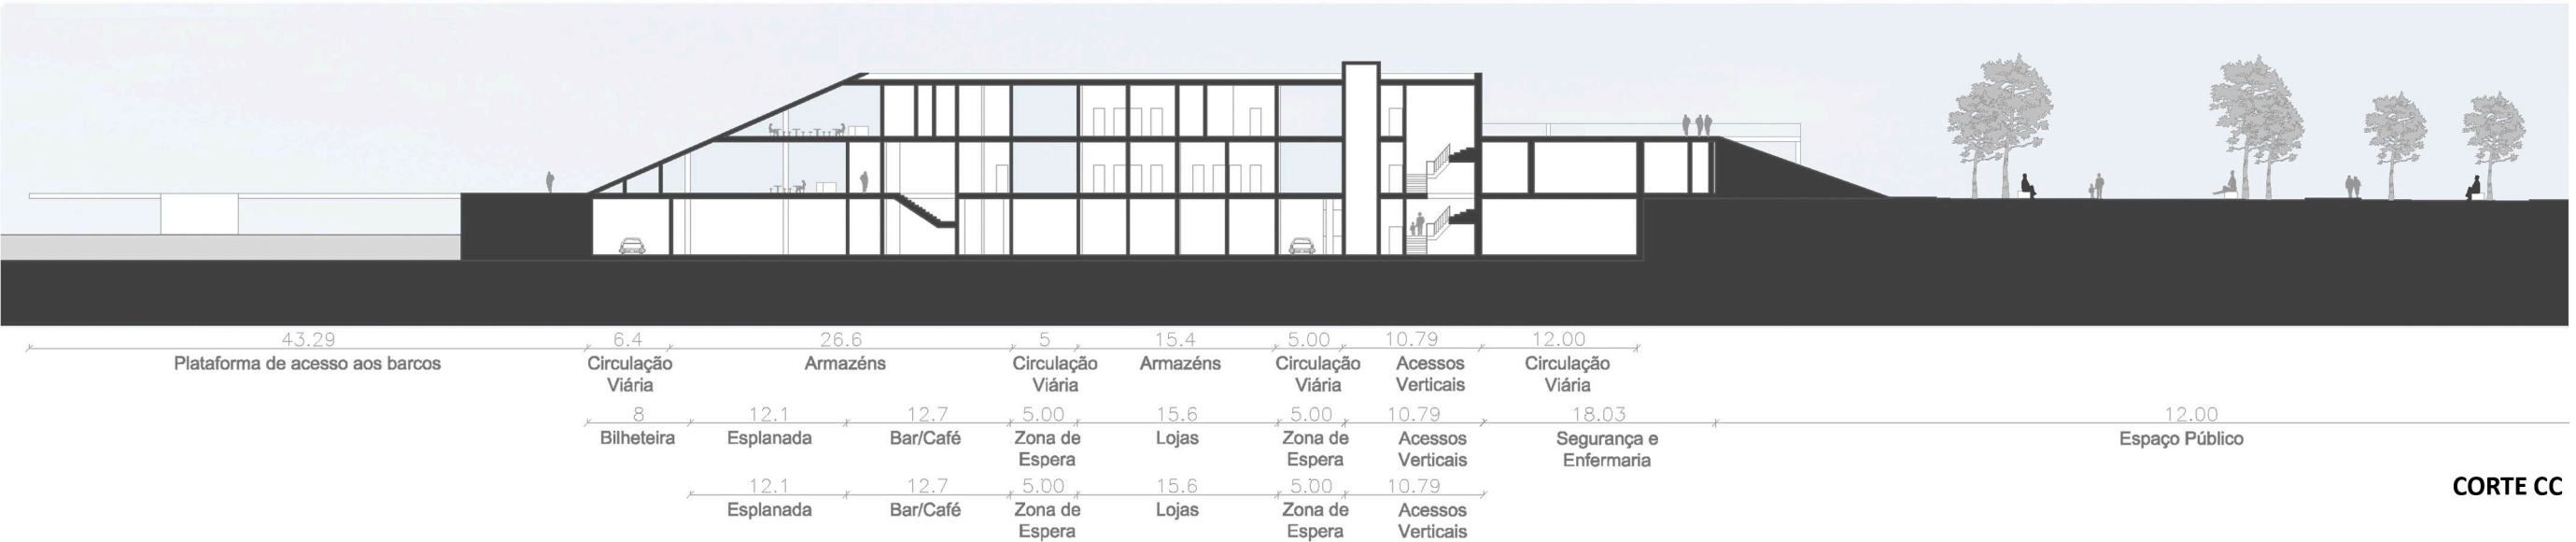 43.29 6.4 26.6 5 15.4 5.00 10.79 12.00
Plataforma de acesso aos barcos Circulação Armazéns Circulação Armazéns Circulação Acessos Circulação
Viária Viária Viária Verticais Viária
8 12.1 12.7 5.00 15.6 5.00 10.79 18.03 12.00
Bilheteira Esplanada Bar/Café Zona de Lojas Zona de Acessos Segurança e Espaço Público
Espera Espera Verticais Enfermaria
12.1 12.7 5.00 15.6 5.00 10.79
Esplanada Bar/Café Zona de Lojas Zona de Acessos
Espera Espera Verticais
CORTE CC